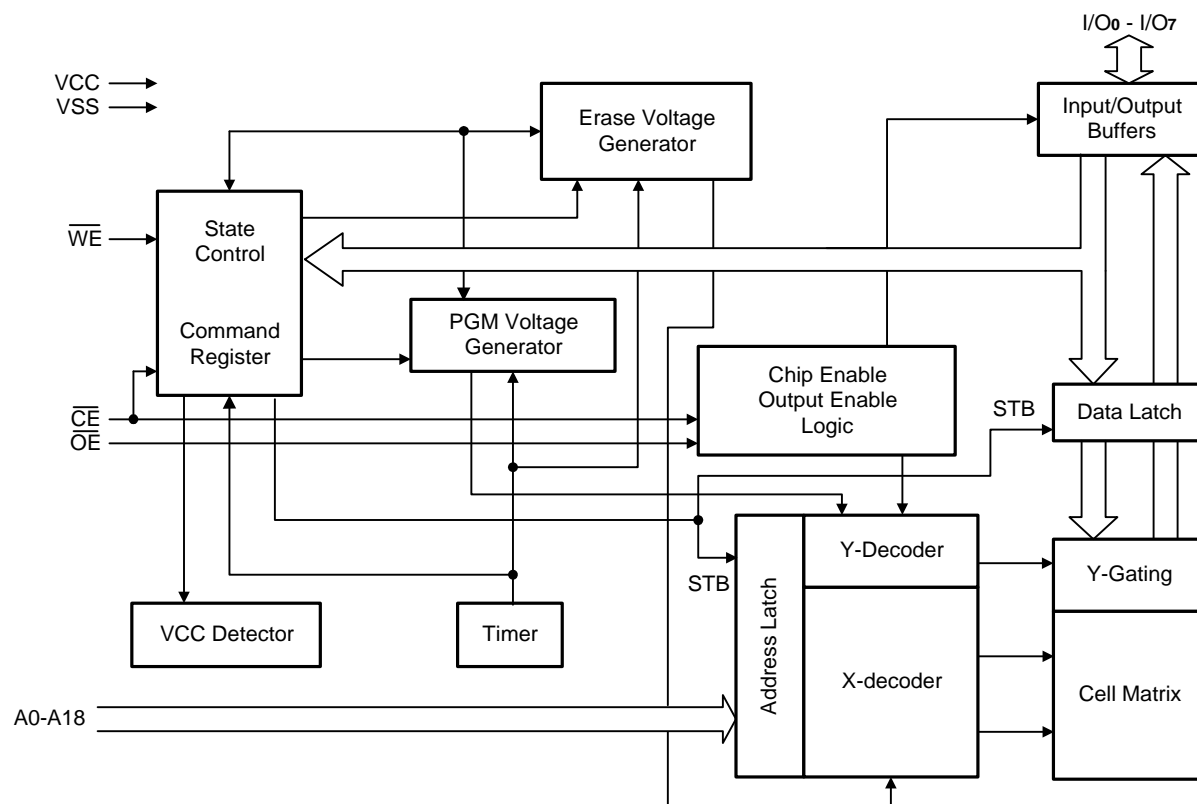 I/O0 - I/O7
VCC
VSS
Erase Voltage
Generator
Input/Output
Buffers
State
Control
WE
PGM Voltage
Generator
Command
Register
Chip Enable
Output Enable
Logic
CE
OE
STB
Data Latch
Y-Decoder
Y-Gating
STB
Address Latch
VCC Detector
Timer
X-decoder
Cell Matrix
A0-A18